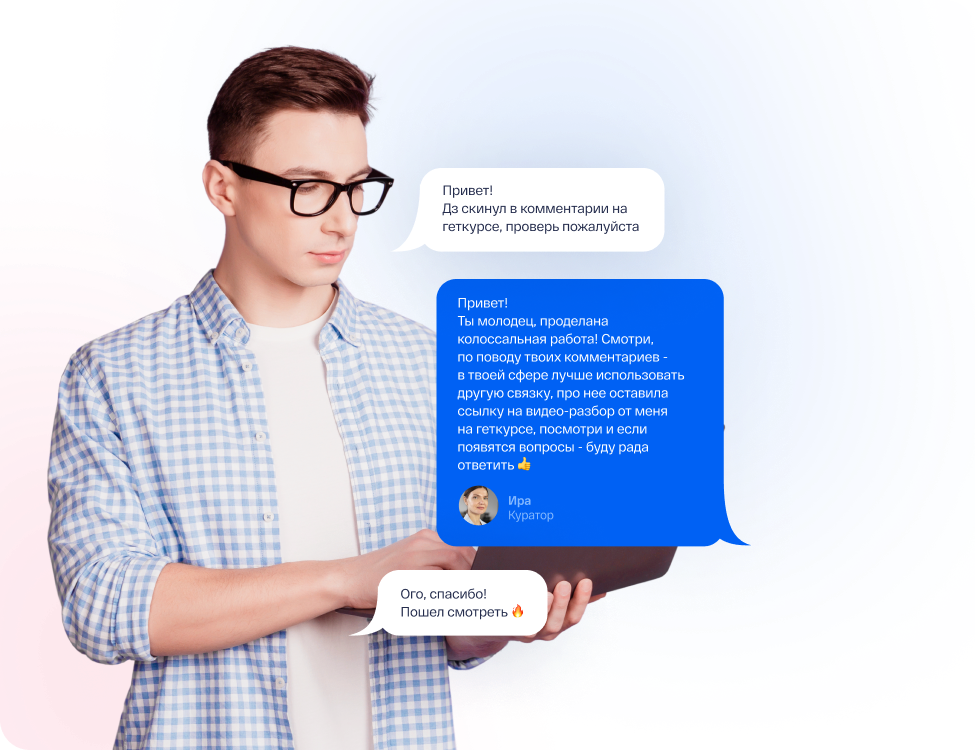 Привет!
Дз скинул в комментарии на
геткурсе, проверь пожалуйста
Привет!
Ты молодец, проделана
колоссальная работа! Смотри,
по поводу твоих комментариев -
в твоей сфере лучше использовать
другую связку, про нее оставила
ссылку на видео-разбор от меня
на геткурсе, посмотри и если
появятся вопросы - буду рада
ответить 👍
Ира
Куратор
Ого, спасибо!
Пошел смотреть 🔥